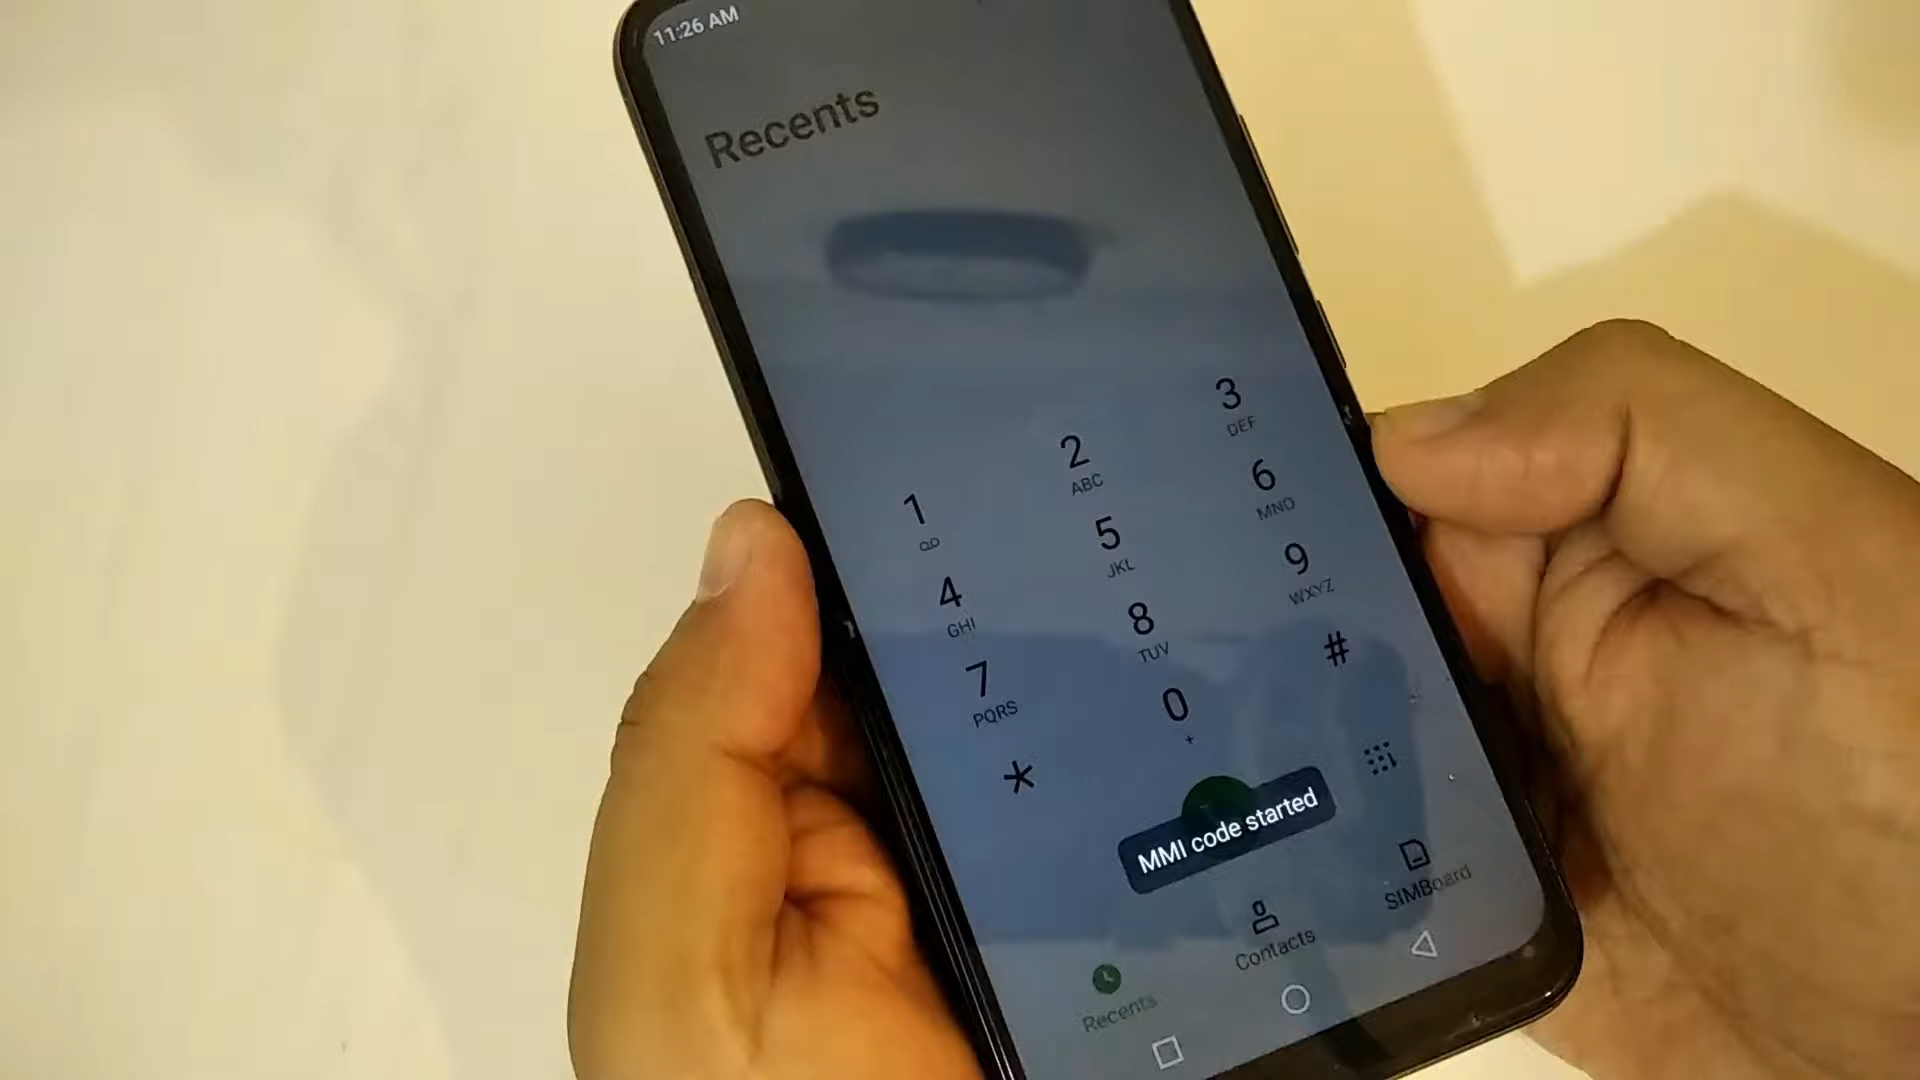 11:26 AM
Recents
1
2
ABC
3
DEF
4
GHI
5
JKL
6
MNO
7
PQRS
8
TUV
9
WXYZ
*
0
+
#
MMI code started
Recents
Contacts
SIMBoard